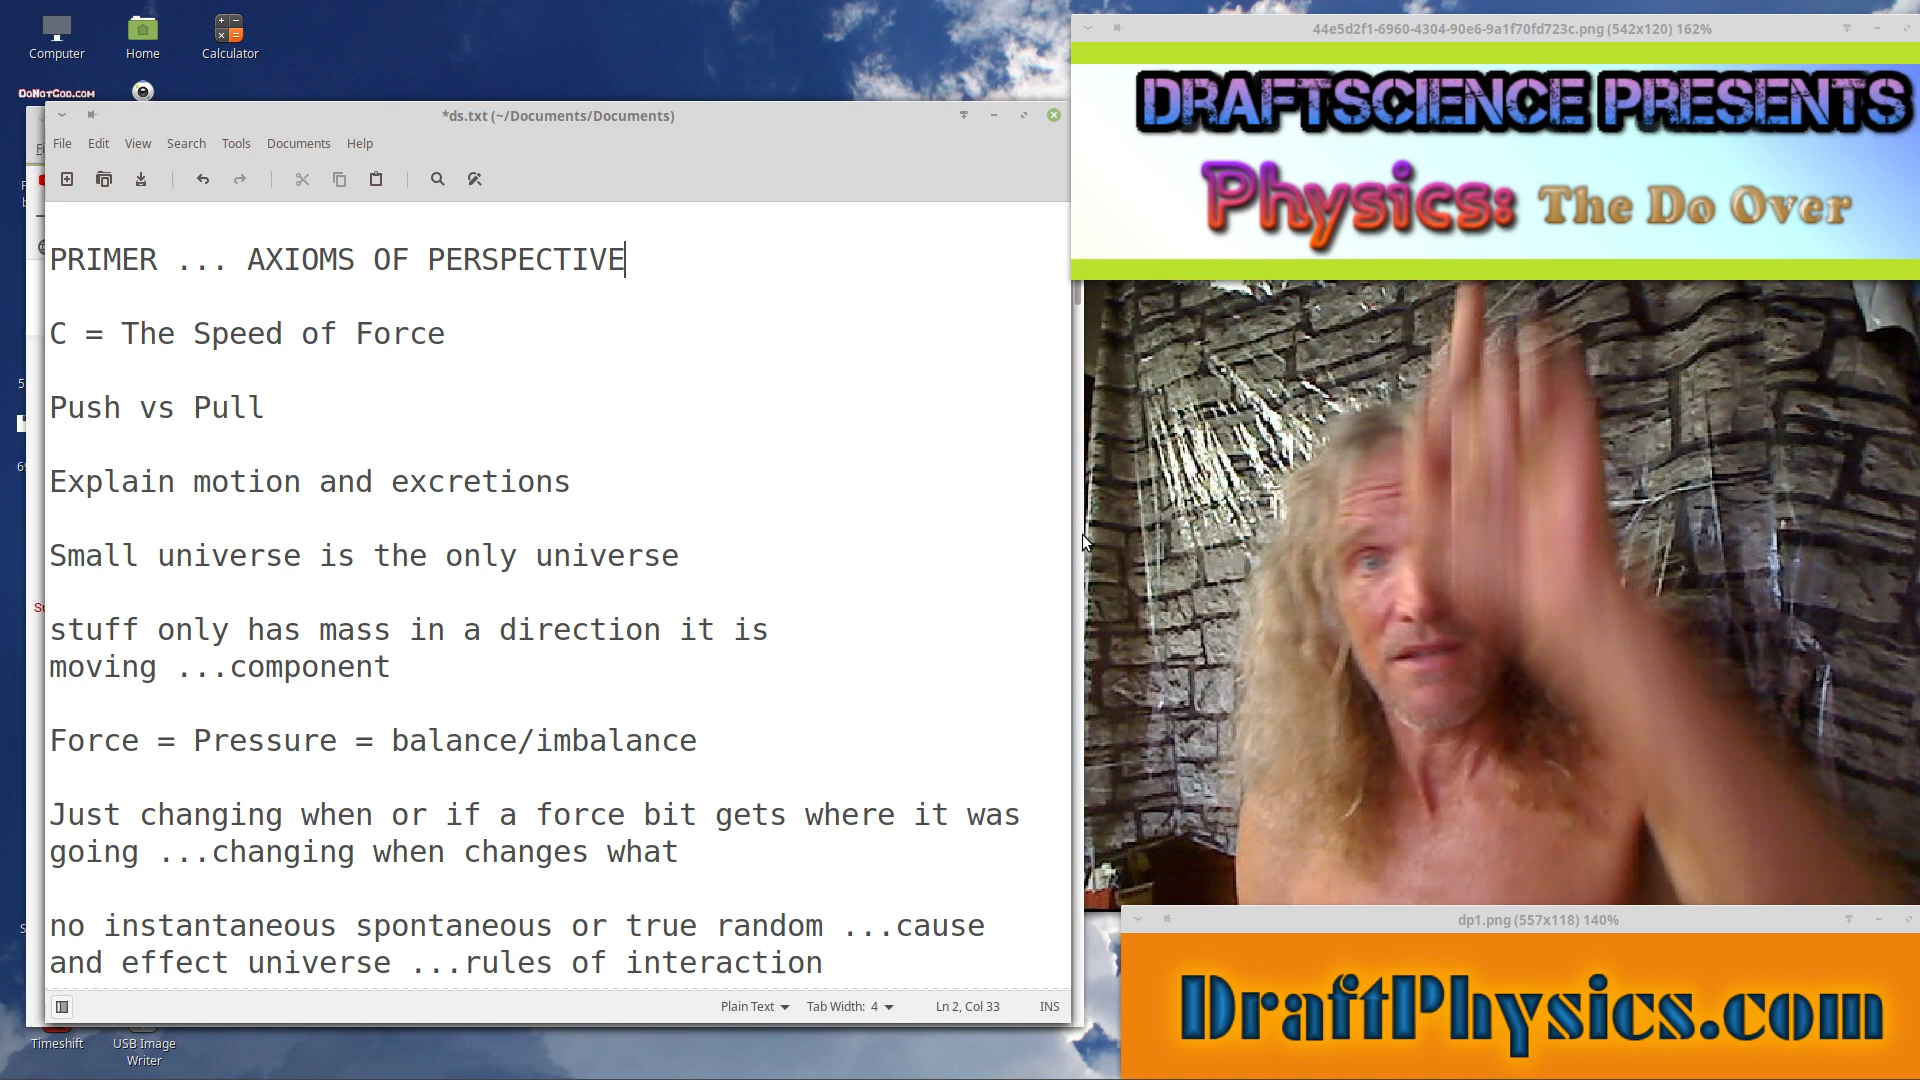 Computer
Home
Calculator
DONOTGOD.COM
*ds.txt (~/Documents/Documents)
File Edit View Search Tools Documents Help
PRIMER ... AXIOMS OF PERSPECTIVE
C = The Speed of Force
Push vs Pull
Explain motion and excretions
Small universe is the only universe
stuff only has mass in a direction it is
moving ...component
Force = Pressure = balance/imbalance
Just changing when or if a force bit gets where it was
going ...changing when changes what
no instantaneous spontaneous or true random ...cause
and effect universe ...rules of interaction
Plain Text Tab Width: 4 Ln 2, Col 33 INS
Timeshift
USB Image
Writer
44e5d2f1-6960-4304-90e6-9a1f70fd723c.png (542x120) 162%
DRAFTSCIENCE PRESENTS
Physics: The Do Over
dp1.png (557x118) 140%
DraftPhysics.com